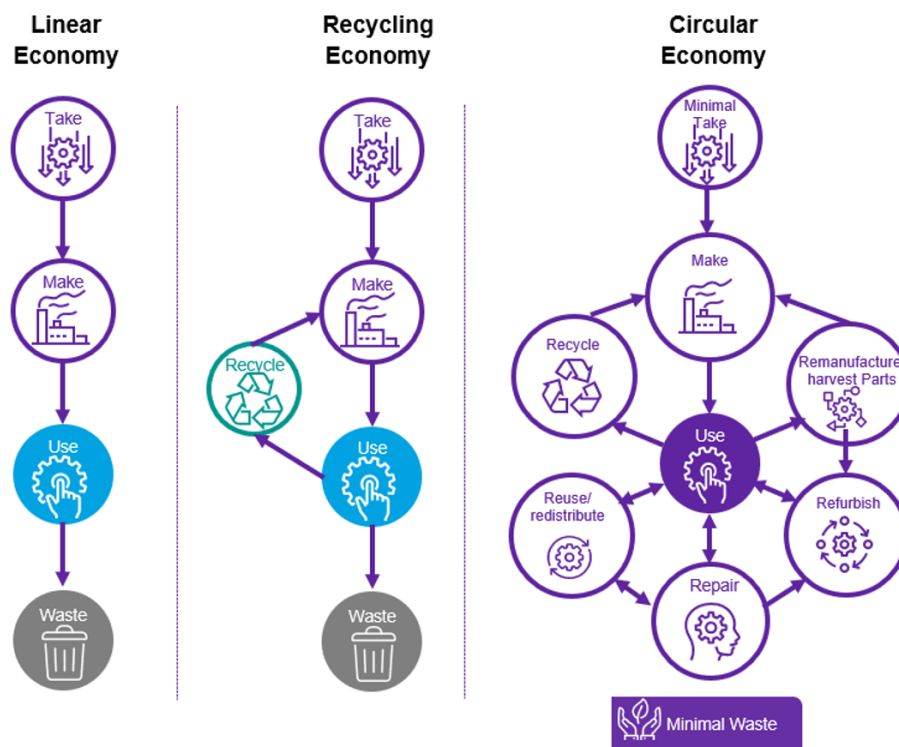 Linear
Economy
Take
Make
Use
Waste
Recycling
Economy
Take
Make
Recycle
Use
Waste
Circular
Economy
Minimal
Take
Make
Recycle
Remanufacture
harvest Parts
Use
Reuse/
redistribute
Refurbish
Repair
Minimal Waste